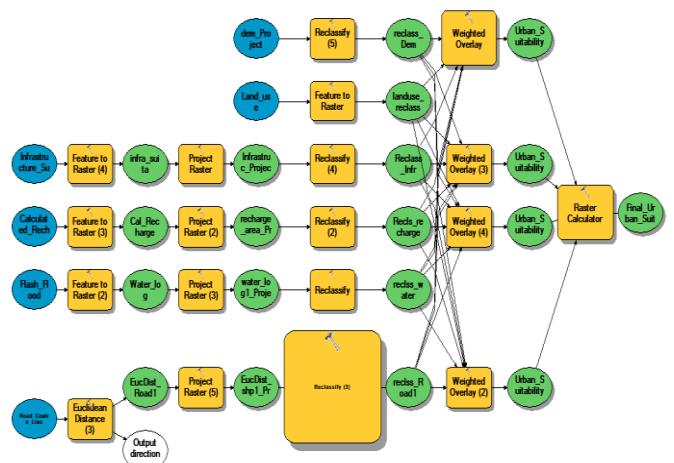 dem_Pro
ject
Reclassify
(5)
reclass_
Dem
Weighted
Overlay
Urban_S
uitability
Land_us
e
Feature to
Raster
landuse_
reclass
Infrastru
cture_Su
Feature to
Raster (4)
infra_sui
ta
Project
Raster
Infrastru
c_Projec
Reclassify
(4)
Reclass
_Infr
Weighted
Overlay (3)
Urban_S
uitability
Calculat
ed_Rech
Feature to
Raster (3)
Cal_Rec
harge
Project
Raster (2)
recharge
_area_Pr
Reclassify
(2)
Recls_re
charge
Weighted
Overlay (4)
Urban_S
uitability
Raster
Calculator
Final_Ur
ban_Suit
Flash_Fl
ood
Feature to
Raster (2)
Water_lo
g
Project
Raster (3)
water_lo
g1_Proje
Reclassify
reclss_w
ater
EucDist_
Road1
Project
Raster (5)
EucDist_
shp1_Pr
Reclassify (3)
reclss_R
oad1
Weighted
Overlay (2)
Urban_S
uitability
Road_Centr
e_Line
Euclidean
Distance
(3)
Output
direction